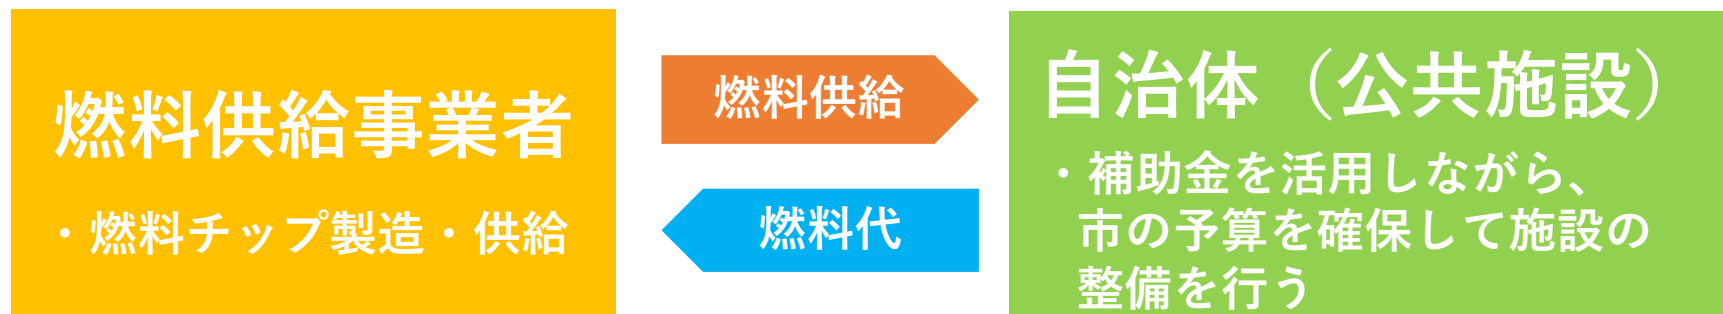 燃料供給事業者
・燃料チップ製造・供給
燃料供給
燃料代
自治体（公共施設）
・補助金を活用しながら、
市の予算を確保して施設の
整備を行う